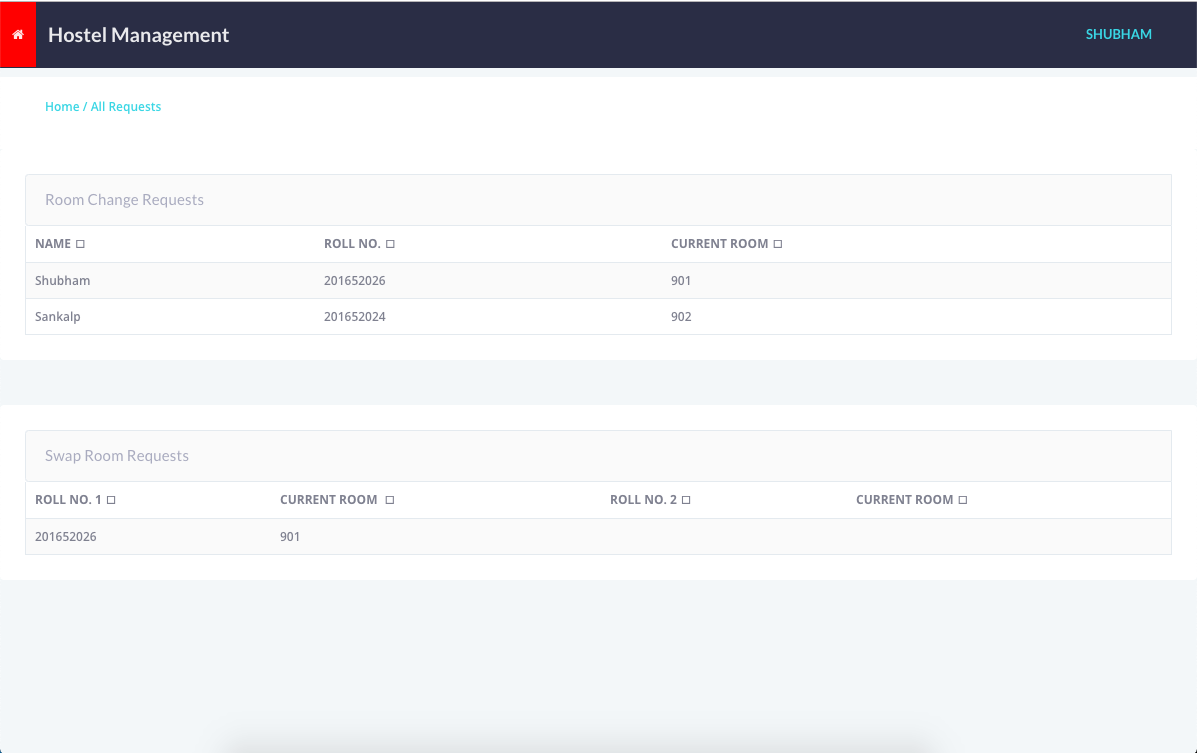 Hostel Management
SHUBHAM
Home / All Requests
Room Change Requests
NAME ROLL NO. CURRENT ROOM
Shubham 201652026 901
Sankalp 201652024 902
Swap Room Requests
ROLL NO. 1 CURRENT ROOM ROLL NO. 2 CURRENT ROOM
201652026 901